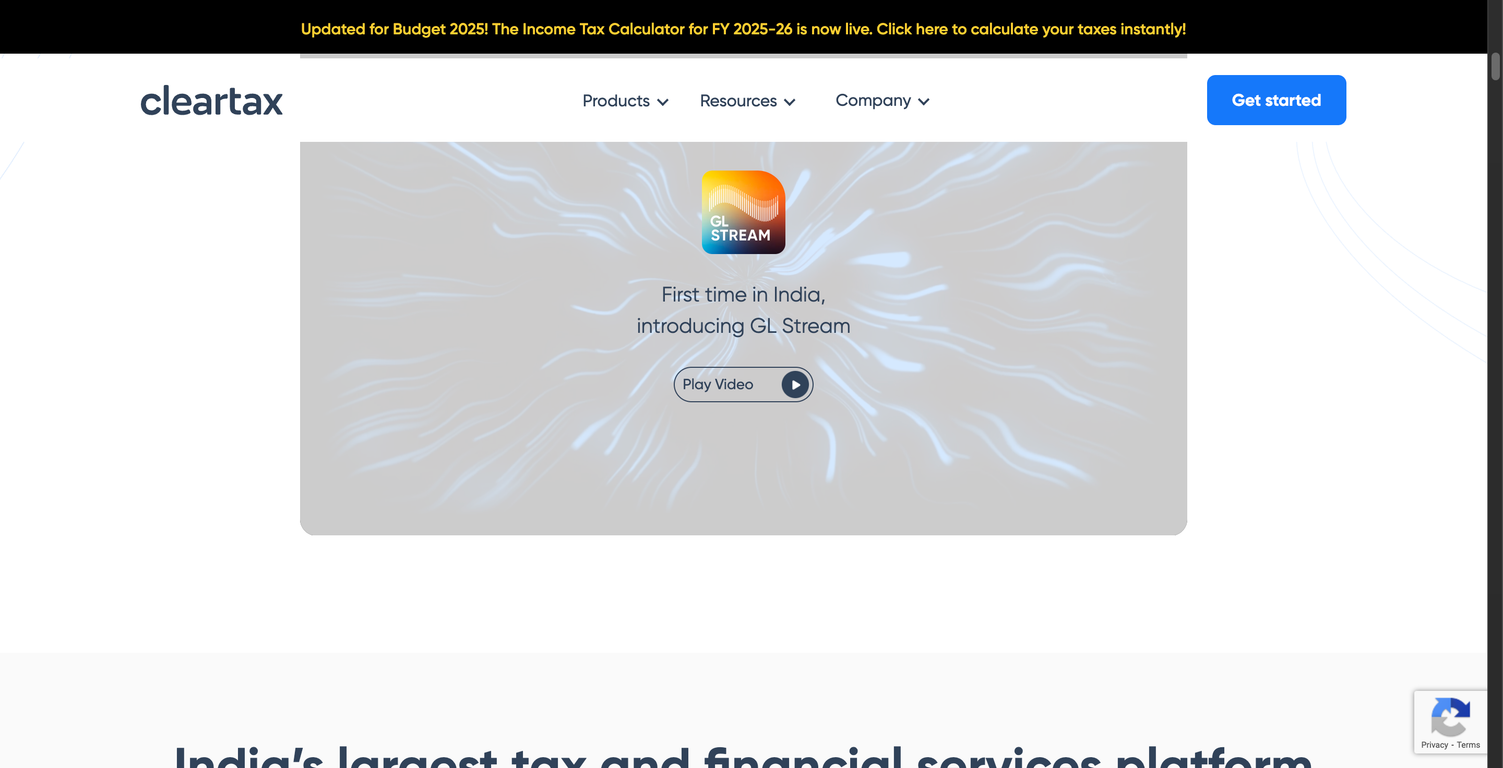 Updated for Budget 2025! The Income Tax Calculator for FY 2025-26 is now live. Click here to calculate your taxes instantly!
cleartax
Products
Resources
Company
Get started
GL
STREAM
First time in India,
introducing GL Stream
Play Video
India's largest tax and financial services platform
Privacy - Terms